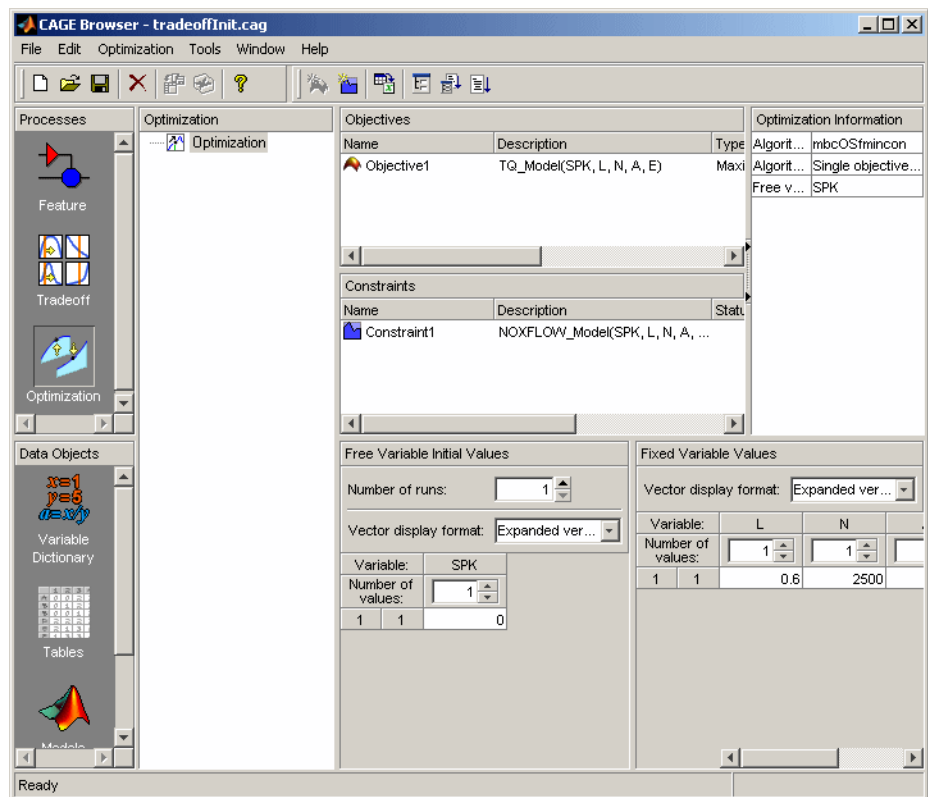 CAGE Browser - tradeoffInit.cag
File Edit Optimization Tools Window Help
Processes
Feature
Tradeoff
Optimization
Optimization
Optimization
Objectives
Name Description Type
Objective1 TQ_Model(SPK, L, N, A, E) Maxi
Optimization Information
Algorit... mbcOSfmincon
Algorit... Single objective...
Free v... SPK
Constraints
Name Description Statu
Constraint1 NOXFLOW_Model(SPK, L, N, A, ...
Data Objects
x=1
y=5
a=x/y
Variable
Dictionary
Tables
Models
Free Variable Initial Values
Number of runs: 1
Vector display format: Expanded ver...
Variable: SPK
Number of values: 1
1 1 0
Fixed Variable Values
Vector display format: Expanded ver...
Variable: L N
Number of values: 1 1
1 1 0.6 2500
Ready